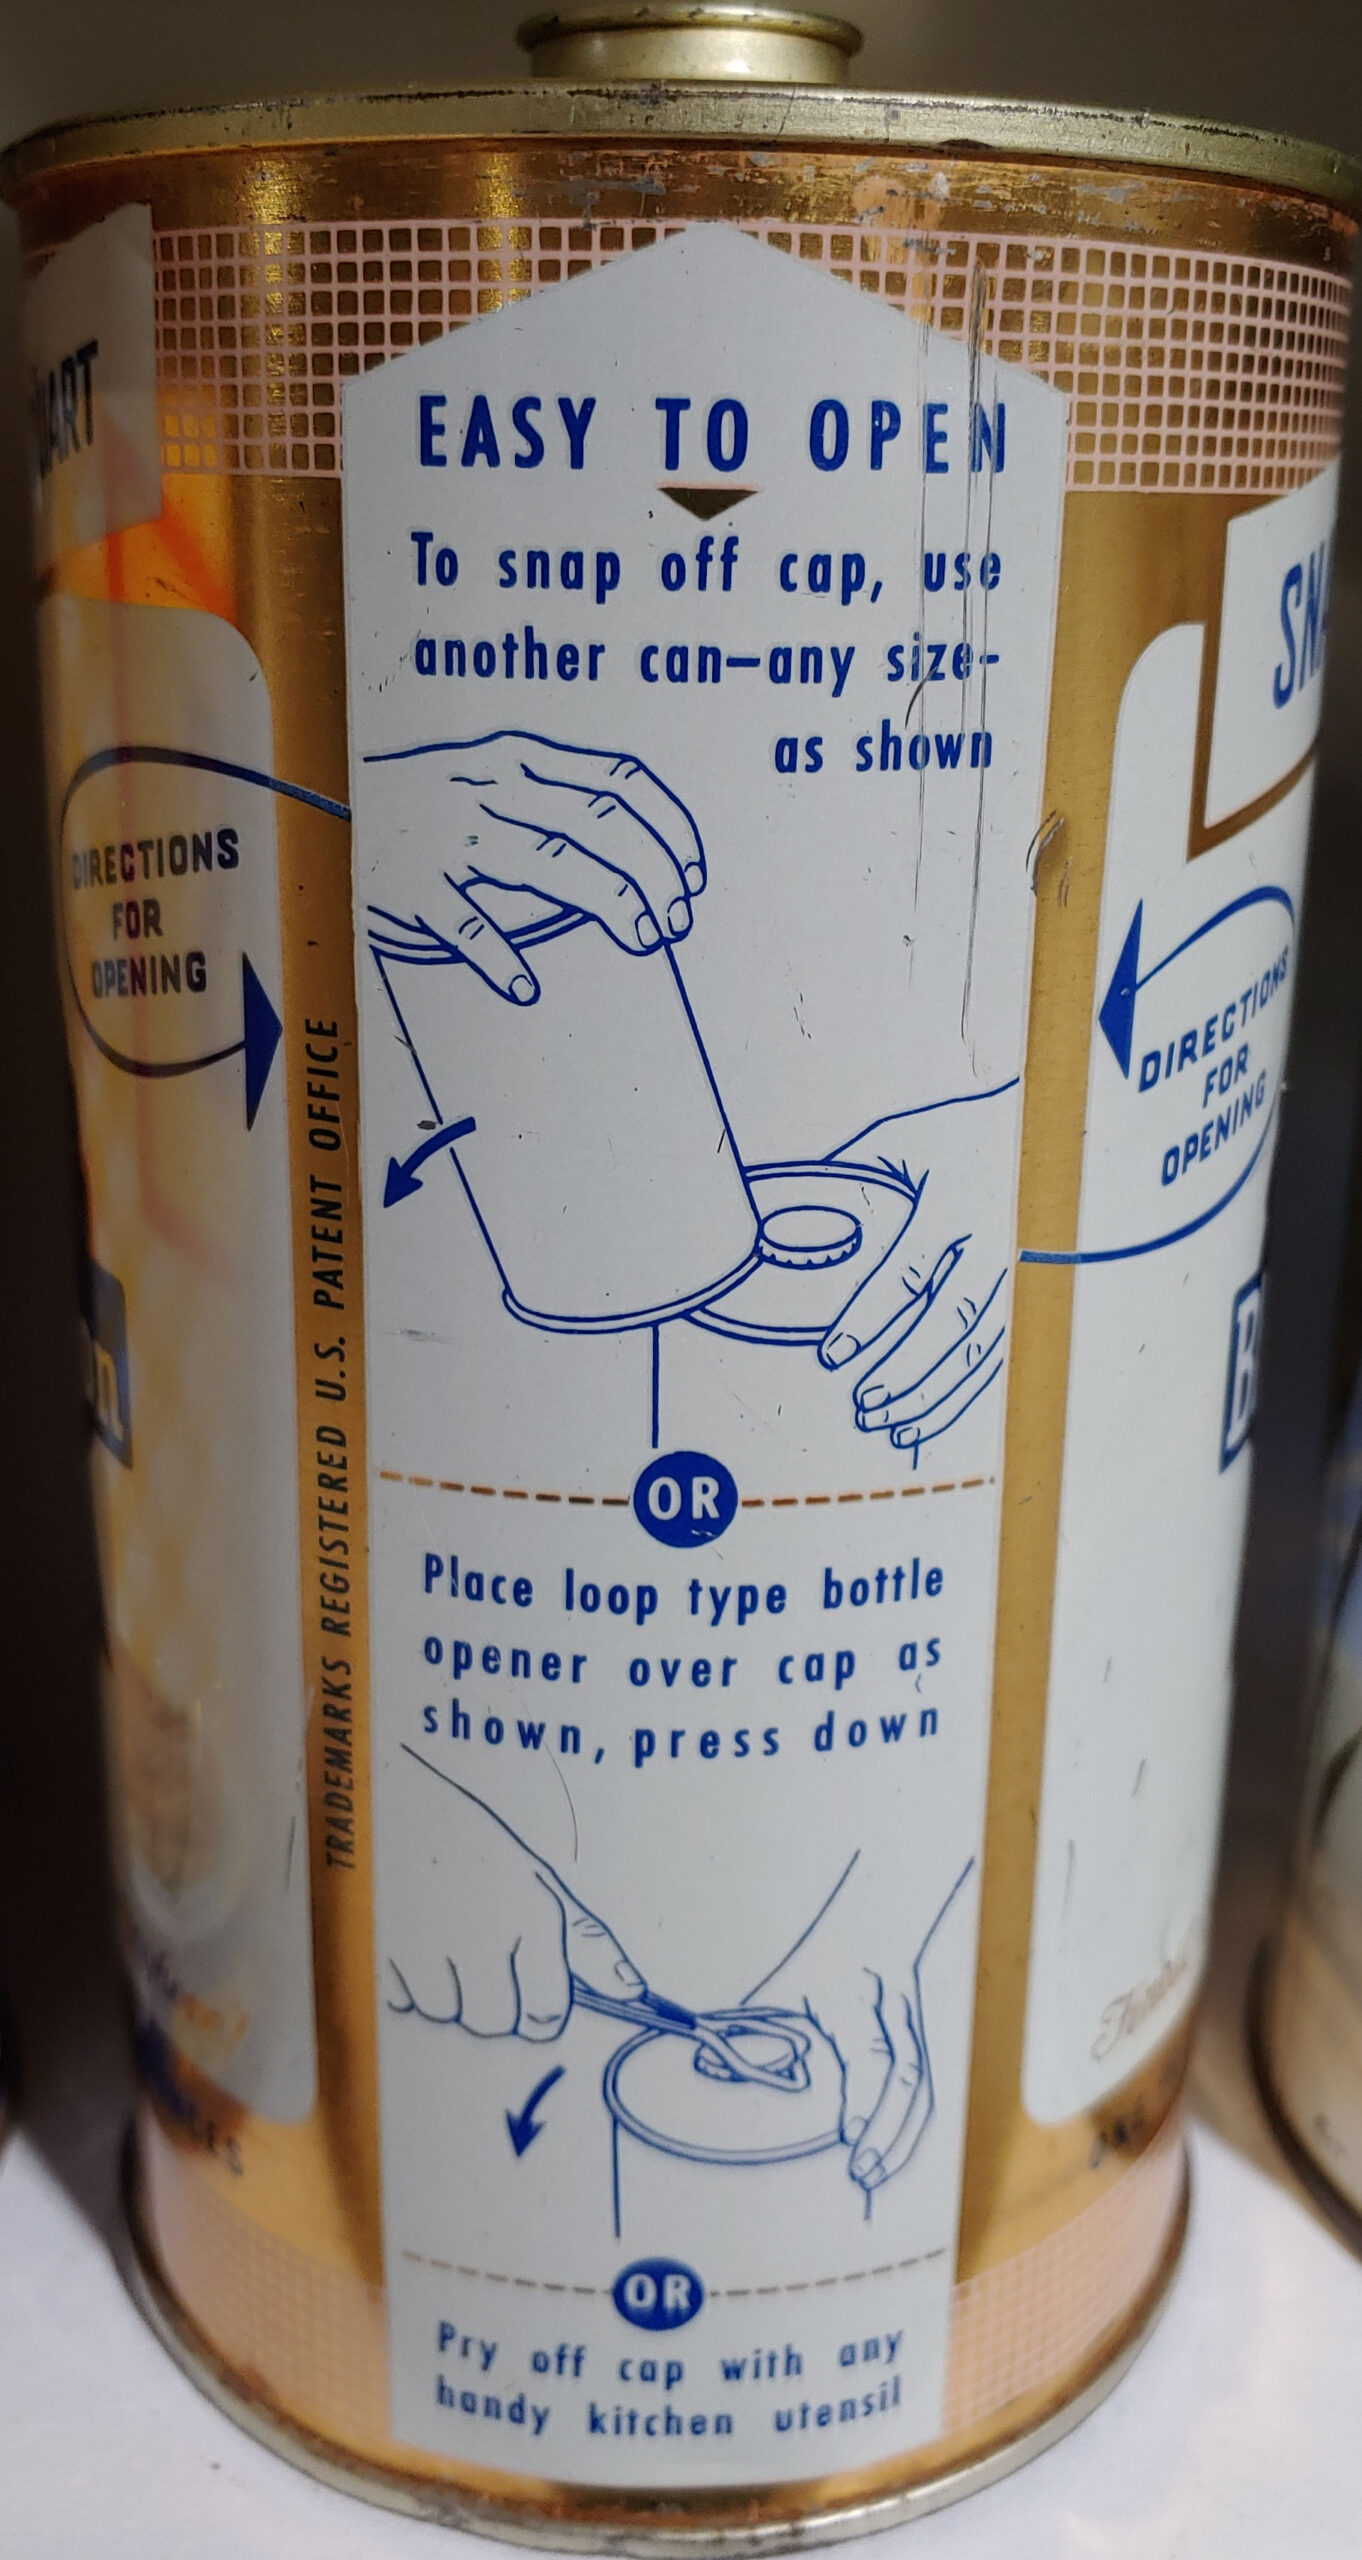 EASY TO OPEN
To snap off cap, use
another can—any size-
as shown
OR
Place loop type bottle
opener over cap as
shown, press down
OR
Pry off cap with any
handy kitchen utensil
DIRECTIONS
FOR
OPENING
TRADEMARKS REGISTERED U.S. PATENT OFFICE
DIRECTIONS
FOR
OPENING